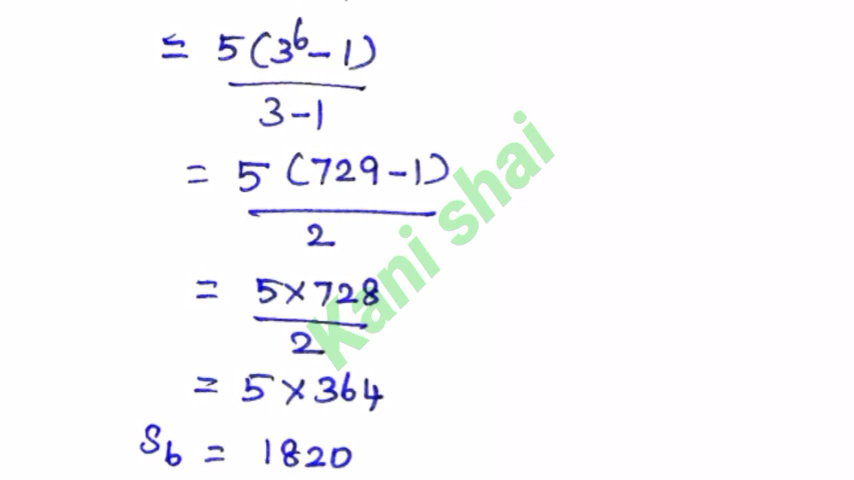 = 5(3⁶-1)
3-1
= 5 (729-1)
2
= 5×728
2
= 5×364
S₆ = 1820
Kani shai